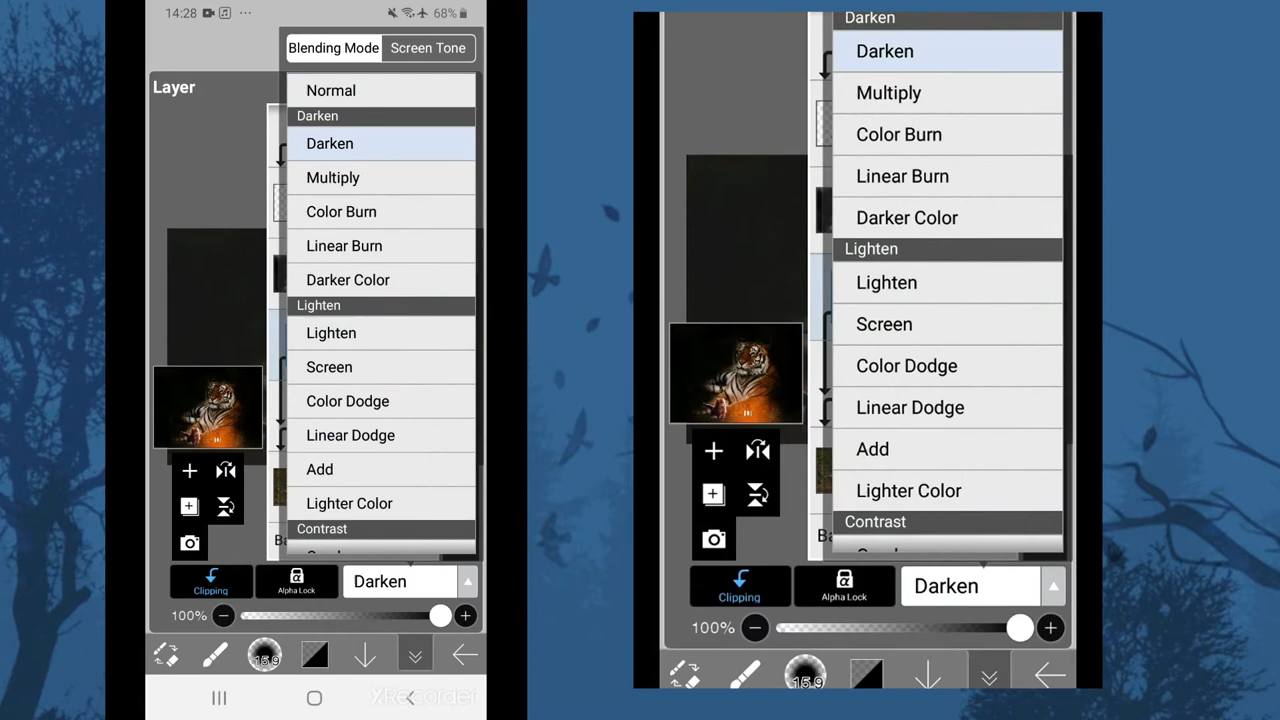 14:28
68%
Blending Mode
Screen Tone
Layer
Normal
Darken
Darken
Multiply
Color Burn
Linear Burn
Darker Color
Lighten
Lighten
Screen
Color Dodge
Linear Dodge
Add
Lighter Color
Contrast
Ba
Clipping
α
Alpha Lock
Darken
100%
15.9
XRecorder
Darken
Darken
Multiply
Color Burn
Linear Burn
Darker Color
Lighten
Lighten
Screen
Color Dodge
Linear Dodge
Add
Lighter Color
Contrast
Ba
Clipping
α
Alpha Lock
Darken
100%
15.9